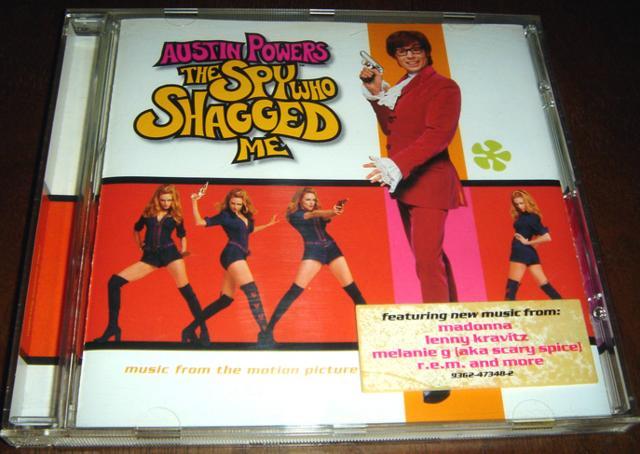 AUSTIN POWERS
THE SPY WHO
SHAGGED
ME
featuring new music from:
madonna
lenny kravitz
melanie g (aka scary spice)
r.e.m. and more
9362-47348-2
music from the motion picture